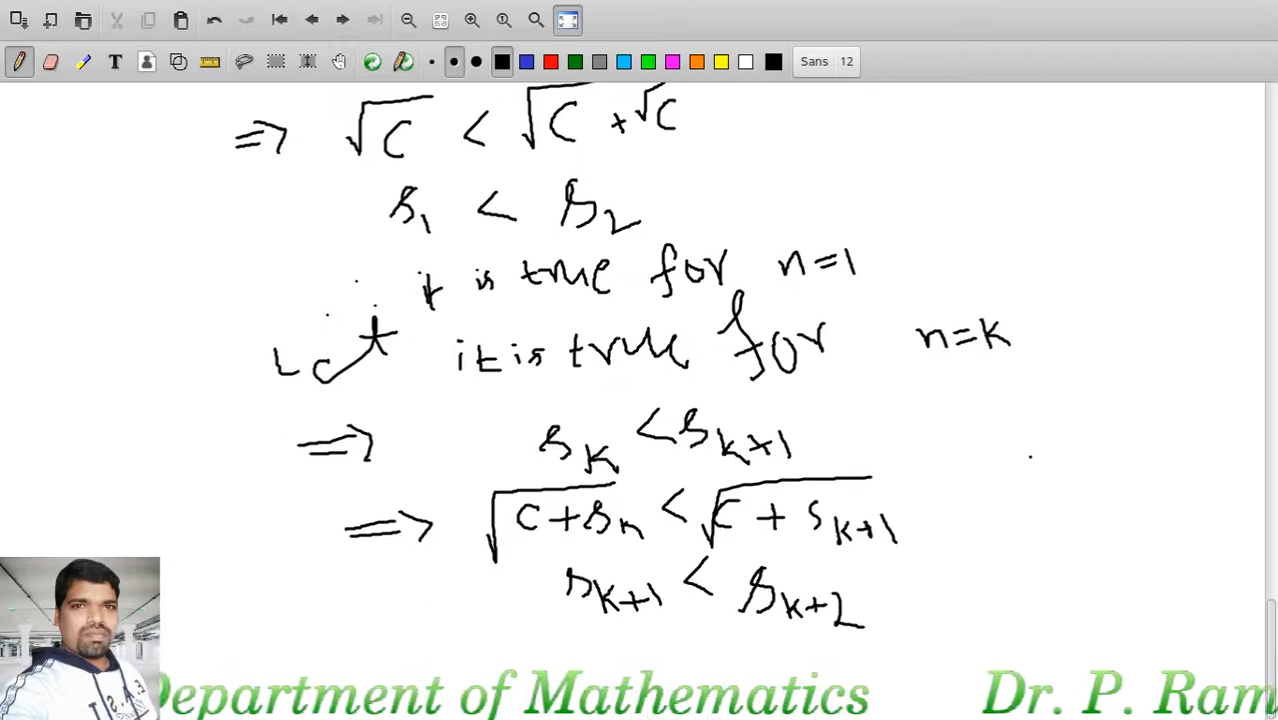 Sans 12
⇒ √C < √C + √C
s₁ < s₂
it is true for n=1
Let it is true for n=k
⇒ sₖ < sₖ₊₁
⇒ √C+sₙ < √C + sₖ₊₁
sₖ₊₁ < sₖ₊₂
Department of Mathematics Dr. P. Ram